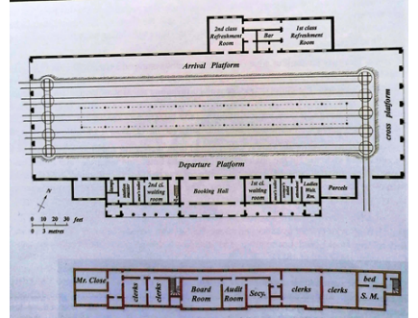 2nd class
Refreshment
Room
Bar
1st class
Refreshment
Room
Arrival Platform
cross platform
Departure Platform
2nd cl.
waiting
room
Booking Hall
1st cl.
waiting
room
Ladies
Wait.
Rm.
Parcels
N
0 10 20 30 feet
0 3 metres
Mr. Close
clerks
clerks
Board
Room
Audit
Room
Secy.
clerks
clerks
bed
S. M.